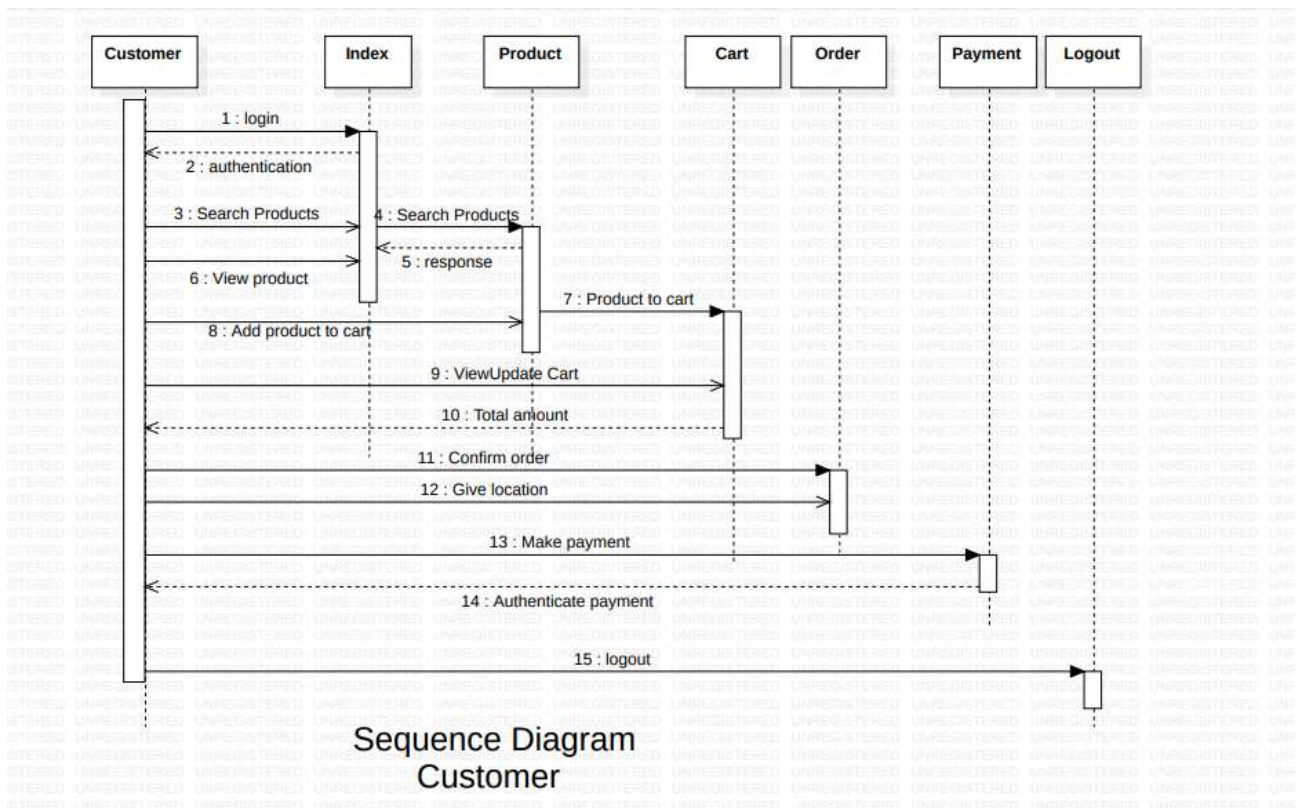 Customer Index Product Cart Order Payment Logout
1 : login
2 : authentication
3 : Search Products 4 : Search Products
5 : response
6 : View product
7 : Product to cart
8 : Add product to cart
9 : ViewUpdate Cart
10 : Total amount
11 : Confirm order
12 : Give location
13 : Make payment
14 : Authenticate payment
15 : logout
Sequence Diagram
Customer